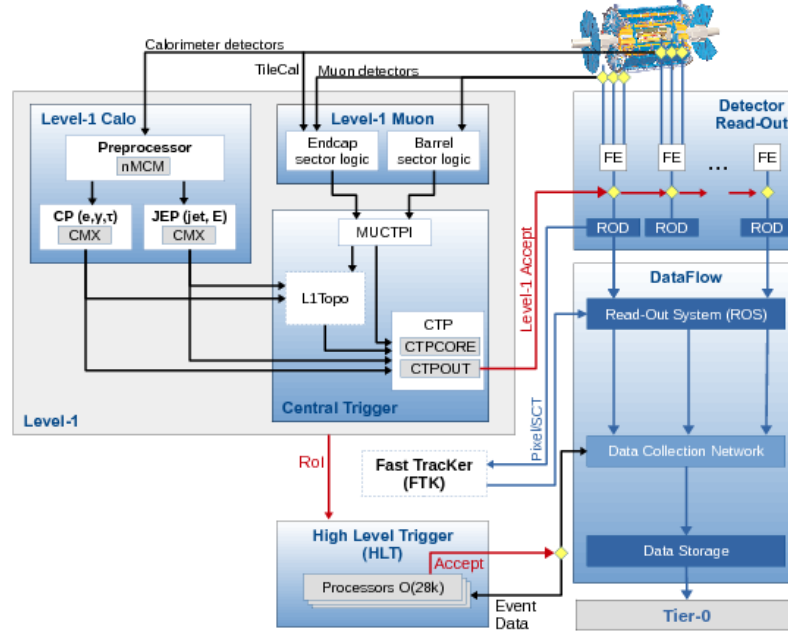 Calorimeter detectors
TileCal
Muon detectors
Level-1 Calo
Preprocessor
nMCM
CP (e,γ,τ)
CMX
JEP (jet, E)
CMX
Level-1 Muon
Endcap
sector logic
Barrel
sector logic
MUCTPI
L1Topo
CTP
CTPCORE
CTPOUT
Central Trigger
Level-1
Level-1 Accept
Detector
Read-Out
FE
FE
...
FE
ROD
ROD
ROD
DataFlow
Read-Out System (ROS)
Data Collection Network
Data Storage
Tier-0
Pixel/SCT
RoI
Fast TracKer
(FTK)
High Level Trigger
(HLT)
Accept
Processors O(28k)
Event
Data